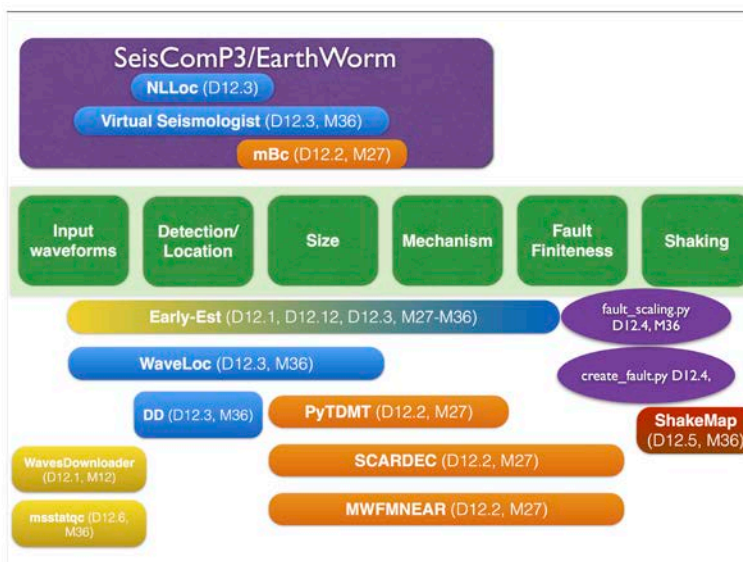 SeisComP3/EarthWorm
NLLoc (D12.3)
Virtual Seismologist (D12.3, M36)
mBc (D12.2, M27)
Input
waveforms
Detection/
Location
Size
Mechanism
Fault
Finiteness
Shaking
Early-Est (D12.1, D12.12, D12.3, M27-M36)
fault_scaling.py
D12.4, M36
WaveLoc (D12.3, M36)
create_fault.py D12.4,
DD (D12.3, M36)
PyTDMT (D12.2, M27)
ShakeMap
(D12.5, M36)
WavesDownloader
(D12.1, M12)
SCARDEC (D12.2, M27)
msstatqc (D12.6,
M36)
MWFMNEAR (D12.2, M27)